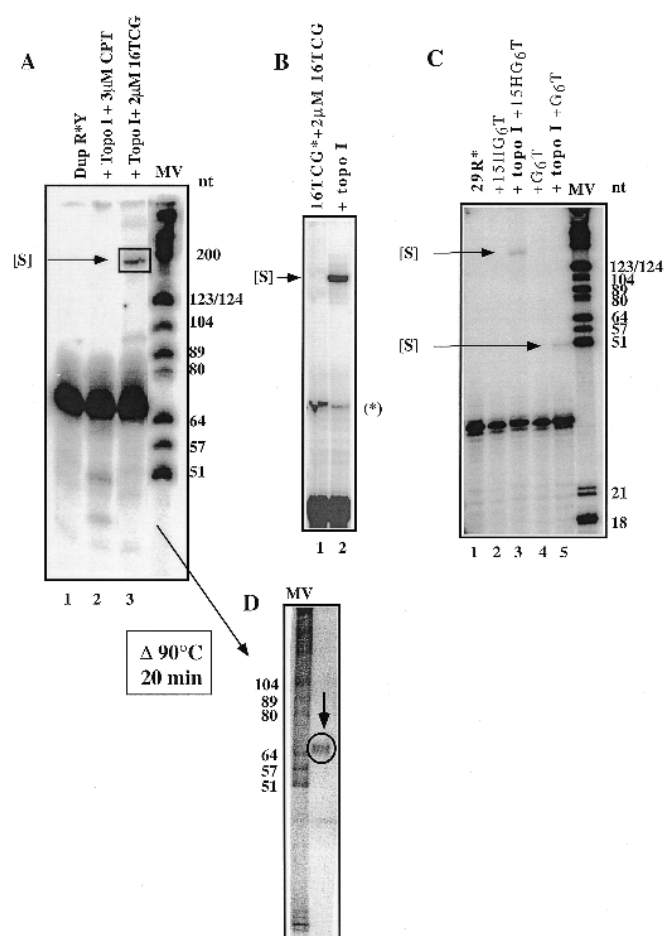 A
Dup R*Y
+ Topo I + 3µM CPT
+ Topo I + 2µM 16TCG
MV
nt
[S]
200
123/124
104
89
80
64
57
51
1 2 3
B
16TCG*+2µM 16TCG
+ topo I
[S]
(*)
1 2
C
29R*
+15HG6T
+ topo I +15HG6T
+G6T
+ topo I +G6T
MV
nt
[S]
[S]
123/124
104
89
80
64
57
51
21
18
1 2 3 4 5
Δ 90°C
20 min
D
MV
104
89
80
64
57
51